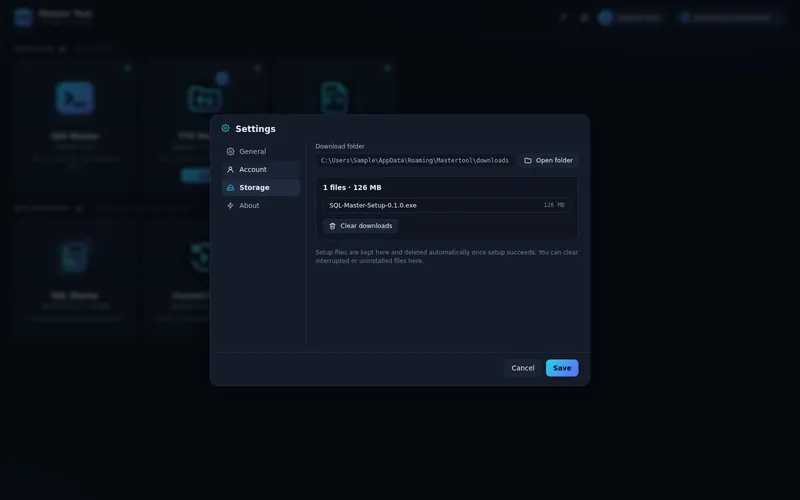 Settings
General
Account
Storage
About
Download folder
C:\Users\Sample\AppData\Roaming\Mastertool\downloads
Open folder
1 files · 126 MB
SQL-Master-Setup-0.1.0.exe
126 MB
Clear downloads
Setup files are kept here and deleted automatically once setup succeeds. You can clear
interrupted or uninstalled files here.
Cancel
Save